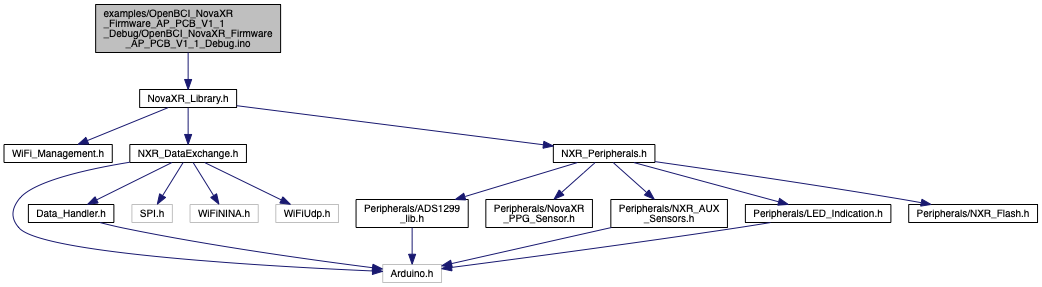 examples/OpenBCI_NovaXR
_Firmware_AP_PCB_V1_1
_Debug/OpenBCI_NovaXR_Firmware
_AP_PCB_V1_1_Debug.ino
NovaXR_Library.h
WiFi_Management.h
NXR_DataExchange.h
NXR_Peripherals.h
Data_Handler.h
SPI.h
WiFiNINA.h
WiFiUdp.h
Peripherals/ADS1299
_lib.h
Peripherals/NovaXR
_PPG_Sensor.h
Peripherals/NXR_AUX
_Sensors.h
Peripherals/LED_Indication.h
Peripherals/NXR_Flash.h
Arduino.h